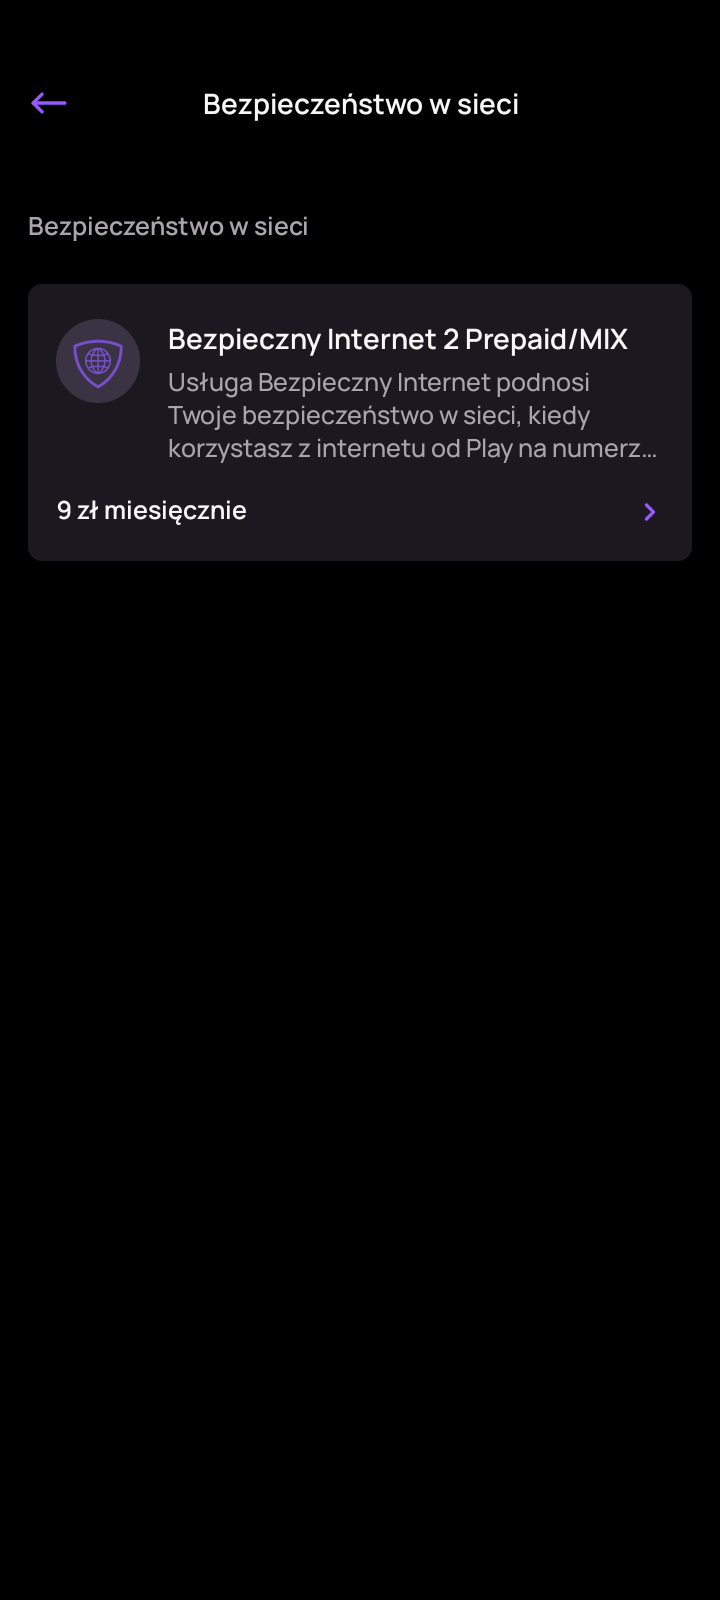 Bezpieczeństwo w sieci
Bezpieczeństwo w sieci
Bezpieczny Internet 2 Prepaid/MIX
Usługa Bezpieczny Internet podnosi
Twoje bezpieczeństwo w sieci, kiedy
korzystasz z internetu od Play na numerz...
9 zł miesięcznie